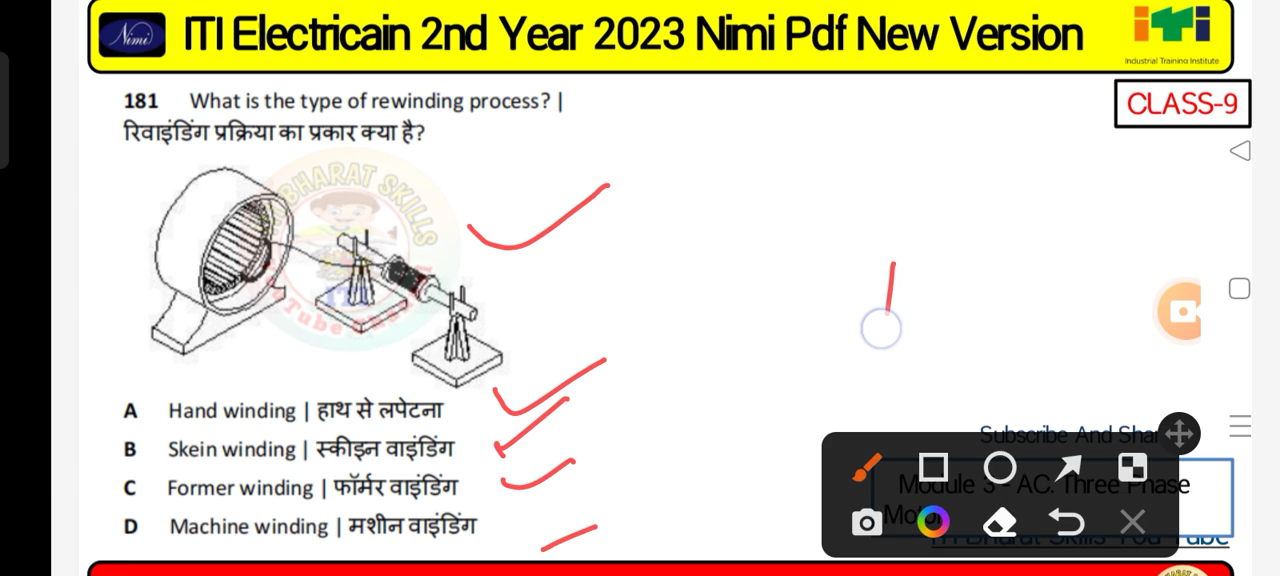 Nimi
ITI Electricain 2nd Year 2023 Nimi Pdf New Version
iTi
Industrial Training Institute
CLASS-9
181 What is the type of rewinding process? |
रिवाइंडिंग प्रक्रिया का प्रकार क्या है?
BHARAT SKILLS
A Hand winding | हाथ से लपेटना
B Skein winding | स्कीइन वाइंडिंग
C Former winding | फॉर्मर वाइंडिंग
D Machine winding | मशीन वाइंडिंग
Subscribe And Shar
Module 3 - AC. Three Phase